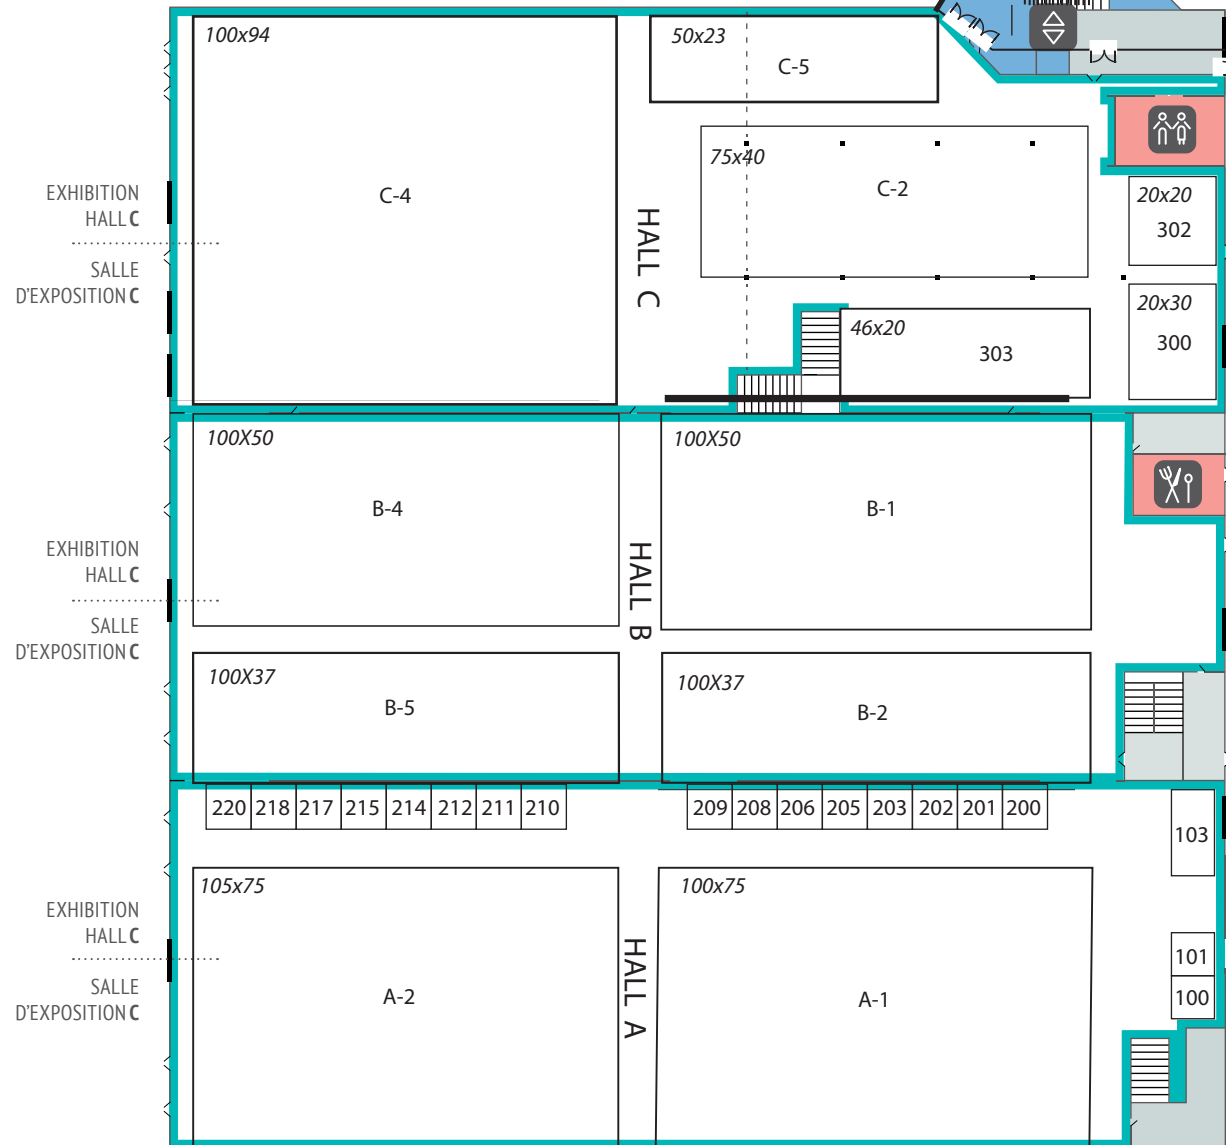 100x94
50x23
C-5
75x40
C-2
C-4
EXHIBITION
HALL C
SALLE
D'EXPOSITION C
HALL C
20x20
302
20x30
300
46x20
303
100X50
B-4
100X50
B-1
EXHIBITION
HALL C
SALLE
D'EXPOSITION C
HALL B
100X37
B-5
100X37
B-2
220 218 217 215 214 212 211 210
209 208 206 205 203 202 201 200
103
105x75
A-2
100x75
A-1
EXHIBITION
HALL C
SALLE
D'EXPOSITION C
HALL A
101
100